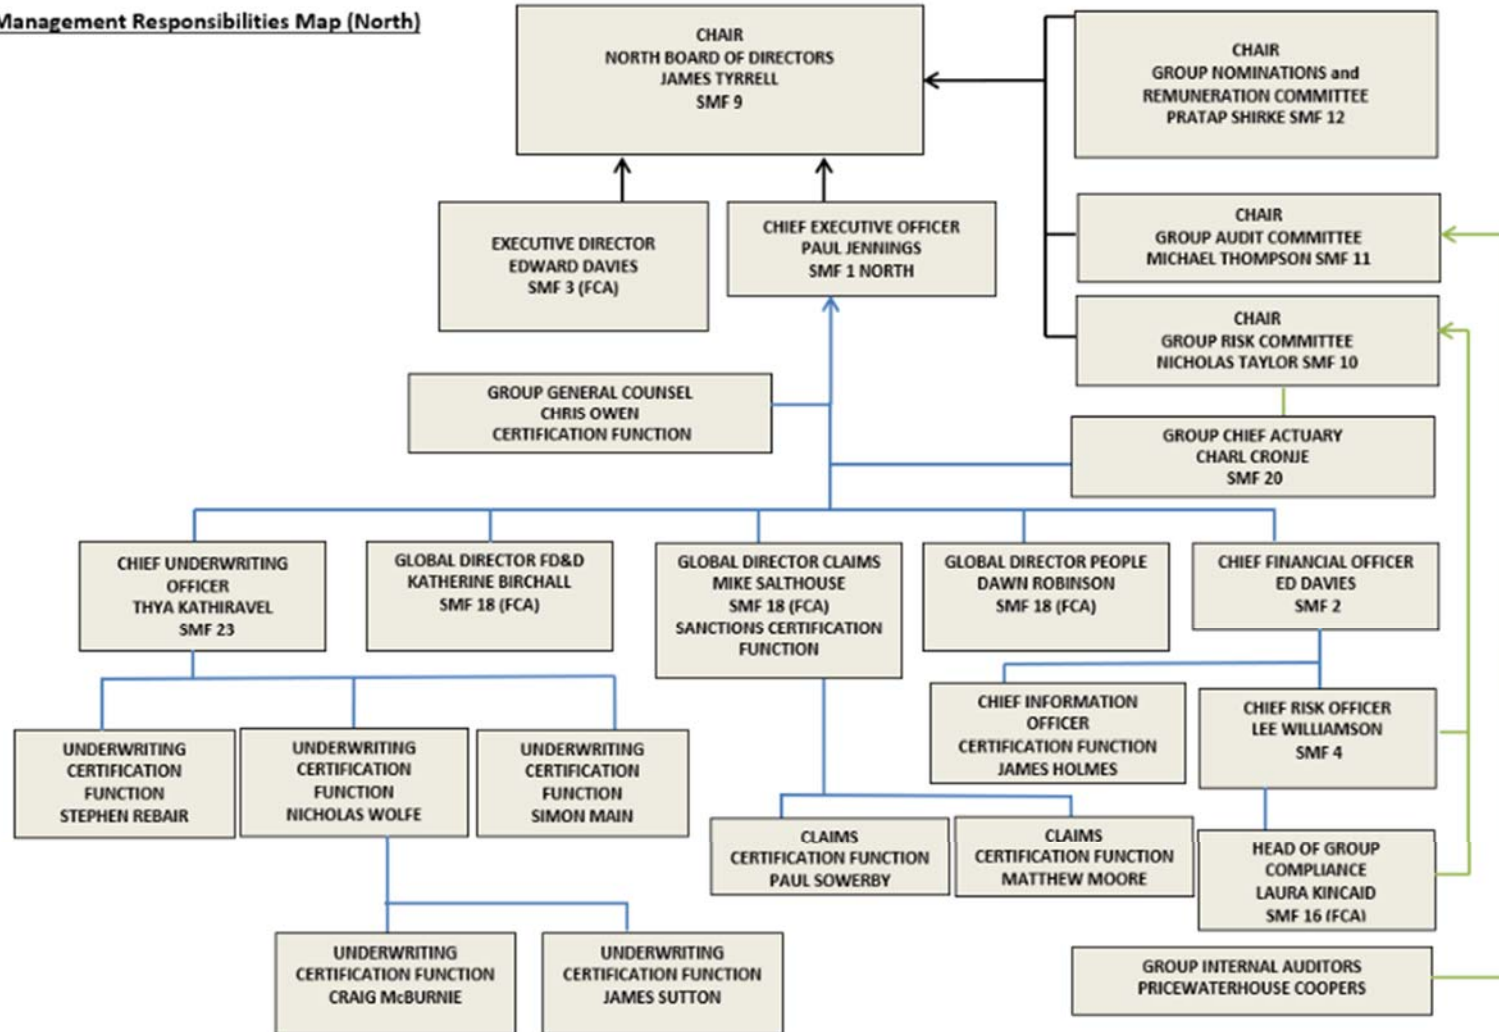 Management Responsibilities Map (North)
CHAIR
NORTH BOARD OF DIRECTORS
JAMES TYRRELL
SMF 9
CHAIR
GROUP NOMINATIONS and
REMUNERATION COMMITTEE
PRATAP SHIRKE SMF 12
EXECUTIVE DIRECTOR
EDWARD DAVIES
SMF 3 (FCA)
CHIEF EXECUTIVE OFFICER
PAUL JENNINGS
SMF 1 NORTH
CHAIR
GROUP AUDIT COMMITTEE
MICHAEL THOMPSON SMF 11
CHAIR
GROUP RISK COMMITTEE
NICHOLAS TAYLOR SMF 10
GROUP GENERAL COUNSEL
CHRIS OWEN
CERTIFICATION FUNCTION
GROUP CHIEF ACTUARY
CHARL CRONJE
SMF 20
CHIEF UNDERWRITING
OFFICER
THYA KATHIRAVEL
SMF 23
GLOBAL DIRECTOR FD&D
KATHERINE BIRCHALL
SMF 18 (FCA)
GLOBAL DIRECTOR CLAIMS
MIKE SALTHOUSE
SMF 18 (FCA)
SANCTIONS CERTIFICATION
FUNCTION
GLOBAL DIRECTOR PEOPLE
DAWN ROBINSON
SMF 18 (FCA)
CHIEF FINANCIAL OFFICER
ED DAVIES
SMF 2
UNDERWRITING
CERTIFICATION
FUNCTION
STEPHEN REBAIR
UNDERWRITING
CERTIFICATION
FUNCTION
NICHOLAS WOLFE
UNDERWRITING
CERTIFICATION
FUNCTION
SIMON MAIN
CHIEF INFORMATION
OFFICER
CERTIFICATION FUNCTION
JAMES HOLMES
CHIEF RISK OFFICER
LEE WILLIAMSON
SMF 4
CLAIMS
CERTIFICATION FUNCTION
PAUL SOWERBY
CLAIMS
CERTIFICATION FUNCTION
MATTHEW MOORE
HEAD OF GROUP
COMPLIANCE
LAURA KINCAID
SMF 16 (FCA)
UNDERWRITING
CERTIFICATION FUNCTION
CRAIG McBURNIE
UNDERWRITING
CERTIFICATION FUNCTION
JAMES SUTTON
GROUP INTERNAL AUDITORS
PRICEWATERHOUSE COOPERS